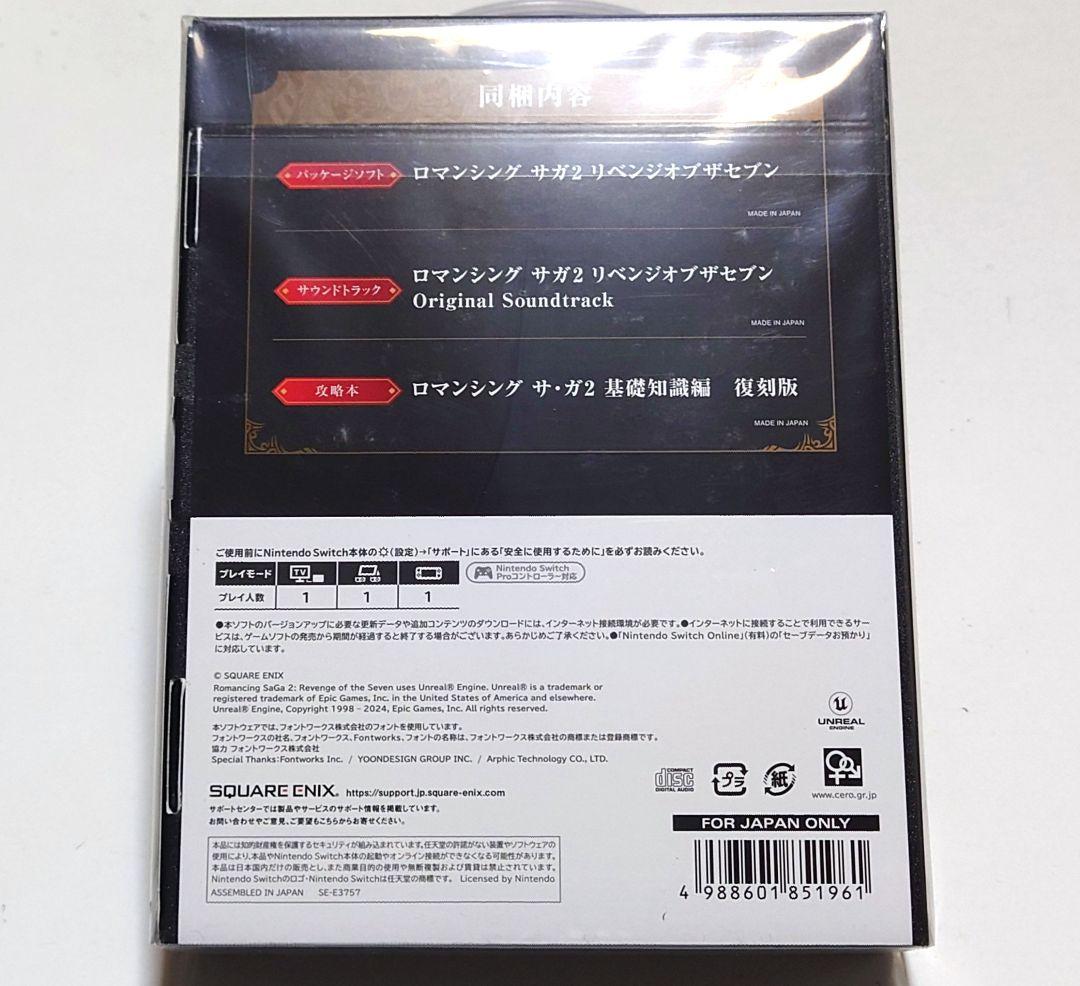 同梱内容
パッケージソフト ロマンシング サガ2 リベンジオブザセブン
MADE IN JAPAN
サウンドトラック ロマンシング サガ2 リベンジオブザセブン
Original Soundtrack
MADE IN JAPAN
攻略本 ロマンシング サ・ガ2 基礎知識編 復刻版
MADE IN JAPAN
ご使用前にNintendo Switch本体の(設定)→「サポート」にある「安全に使用するために」を必ずお読みください。
プレイモード TV Nintendo Switch
Proコントローラー対応
プレイ人数 1 1 1
●本ソフトのバージョンアップに必要な更新データや追加コンテンツのダウンロードには、インターネット接続環境が必要です。●インターネットに接続することで利用できるサー
ビスは、ゲームソフトの発売から期間が経過すると終了する場合がございます。あらかじめご了承ください。●「Nintendo Switch Online」(有料)の「セーブデータお預かり」
に対応しています。
© SQUARE ENIX
Romancing SaGa 2: Revenge of the Seven uses Unreal® Engine. Unreal® is a trademark or
registered trademark of Epic Games, Inc. in the United States of America and elsewhere.
Unreal® Engine, Copyright 1998 - 2024, Epic Games, Inc. All rights reserved.
本ソフトウェアでは、フォントワークス株式会社のフォントを使用しています。
フォントワークスの社名、フォントワークス、Fontworks、フォントの名称は、フォントワークス株式会社の商標または登録商標です。
協力 フォントワークス株式会社
Special Thanks:Fontworks Inc. / YOONDESIGN GROUP INC. / Arphic Technology CO., LTD.
UNREAL
ENGINE
COMPACT
disc
DIGITAL AUDIO
プラ
紙
www.cero.gr.jp
SQUARE ENIX. https://support.jp.square-enix.com
サポートセンターでは製品やサービスのサポート情報を掲載しています。
お問い合わせやご意見、ご要望もこちらからお寄せください。
FOR JAPAN ONLY
本品には知的財産権を保護するセキュリティが組み込まれています。任天堂の許諾がない装置やソフトウェアの
使用により、本品やNintendo Switch本体の起動やオンライン接続ができなくなる可能性があります。
本品は日本国内だけの販売とし、また商業目的の使用や無断複製および賃貸は禁止されています。
Nintendo Switchのロゴ・Nintendo Switchは任天堂の商標です。 Licensed by Nintendo
ASSEMBLED IN JAPAN SE-E3757
4 988601 851961